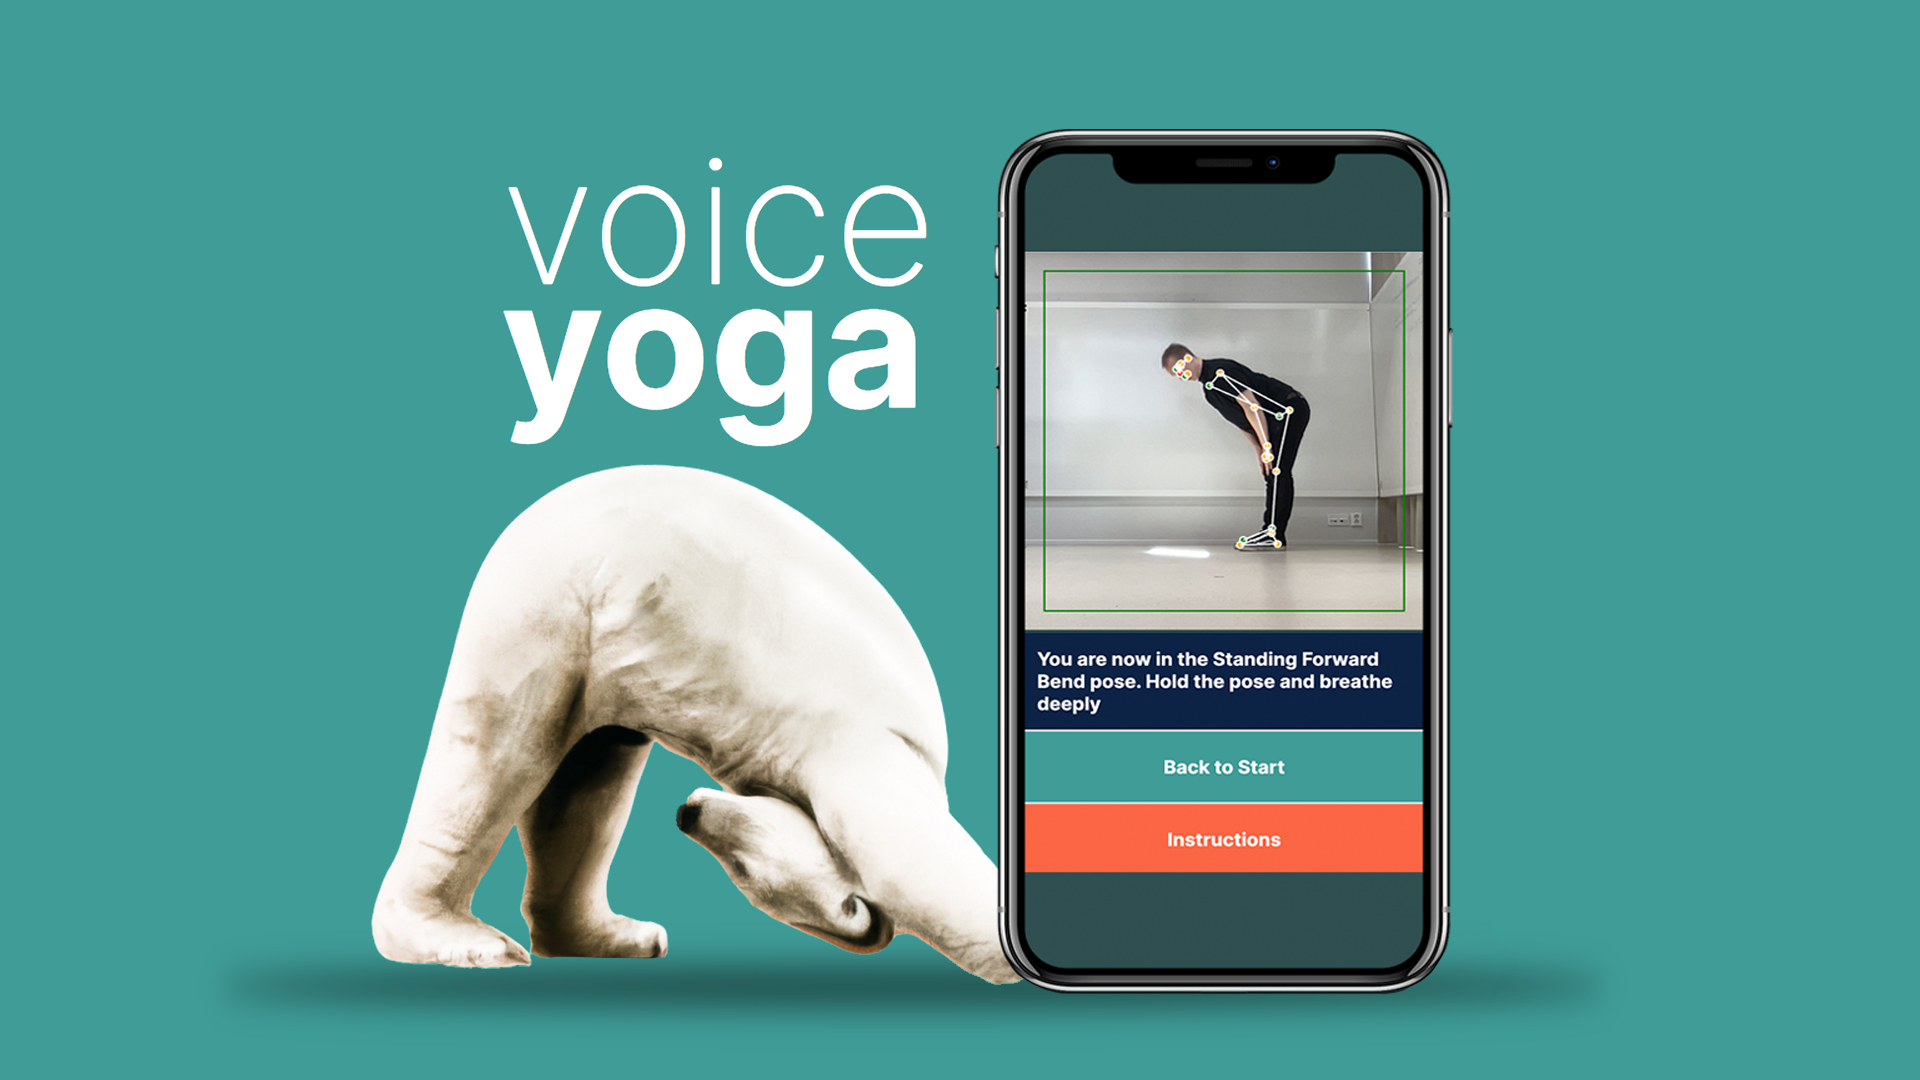 voice
yoga
You are now in the Standing Forward
Bend pose. Hold the pose and breathe
deeply
Back to Start
Instructions